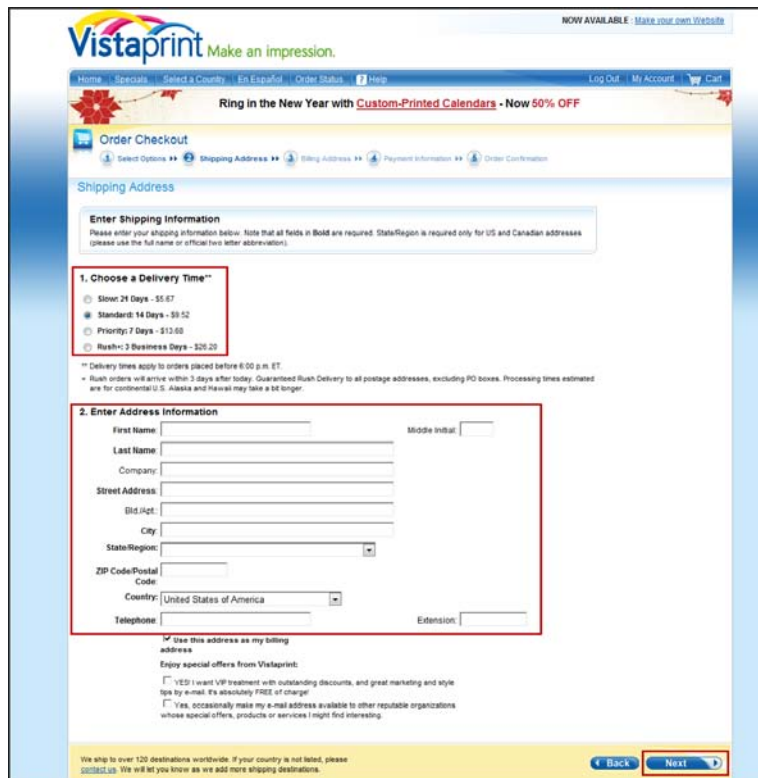 NOW AVAILABLE : Make your own Website
Vistaprint Make an impression.
Home Specials Select a Country En Español Order Status ? Help Log Out My Account Cart
Ring in the New Year with Custom-Printed Calendars - Now 50% OFF
Order Checkout
1 Select Options 2 Shipping Address 3 Billing Address 4 Payment Information 5 Order Confirmation
Shipping Address
Enter Shipping Information
Please enter your shipping information below. Note that all fields in Bold are required. State/Region is required only for US and Canadian addresses
(please use the full name or official two letter abbreviation).
1. Choose a Delivery Time**
Slow: 21 Days - $5.67
Standard: 14 Days - $9.52
Priority: 7 Days - $13.68
Rush+: 3 Business Days - $26.20
** Delivery times apply to orders placed before 6:00 p.m. ET.
+ Rush orders will arrive within 3 days after today. Guaranteed Rush Delivery to all postage addresses, excluding PO boxes. Processing times estimated
are for continental U.S. Alaska and Hawaii may take a bit longer.
2. Enter Address Information
First Name: Middle Initial:
Last Name:
Company:
Street Address:
Bld./Apt.:
City:
State/Region:
ZIP Code/Postal
Code:
Country: United States of America
Telephone: Extension:
Use this address as my billing
address
Enjoy special offers from Vistaprint:
YES! I want VIP treatment with outstanding discounts, and great marketing and style
tips by e-mail. It's absolutely FREE of charge!
Yes, occasionally make my e-mail address available to other reputable organizations
whose special offers, products or services I might find interesting.
We ship to over 120 destinations worldwide. If your country is not listed, please
contact us. We will let you know as we add more shipping destinations.
Back Next